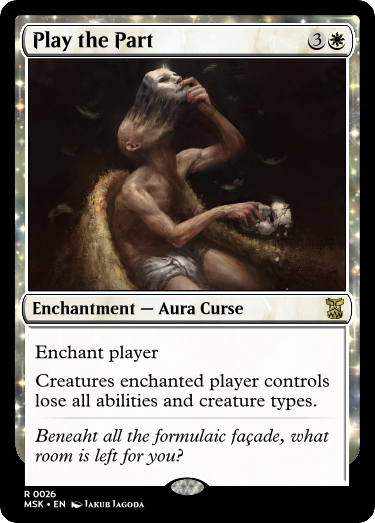 Play the Part 3
Enchantment — Aura Curse
Enchant player
Creatures enchanted player controls
lose all abilities and creature types.
Beneaht all the formulaic façade, what
room is left for you?
R 0026
MSK • EN Jakub Jagoda